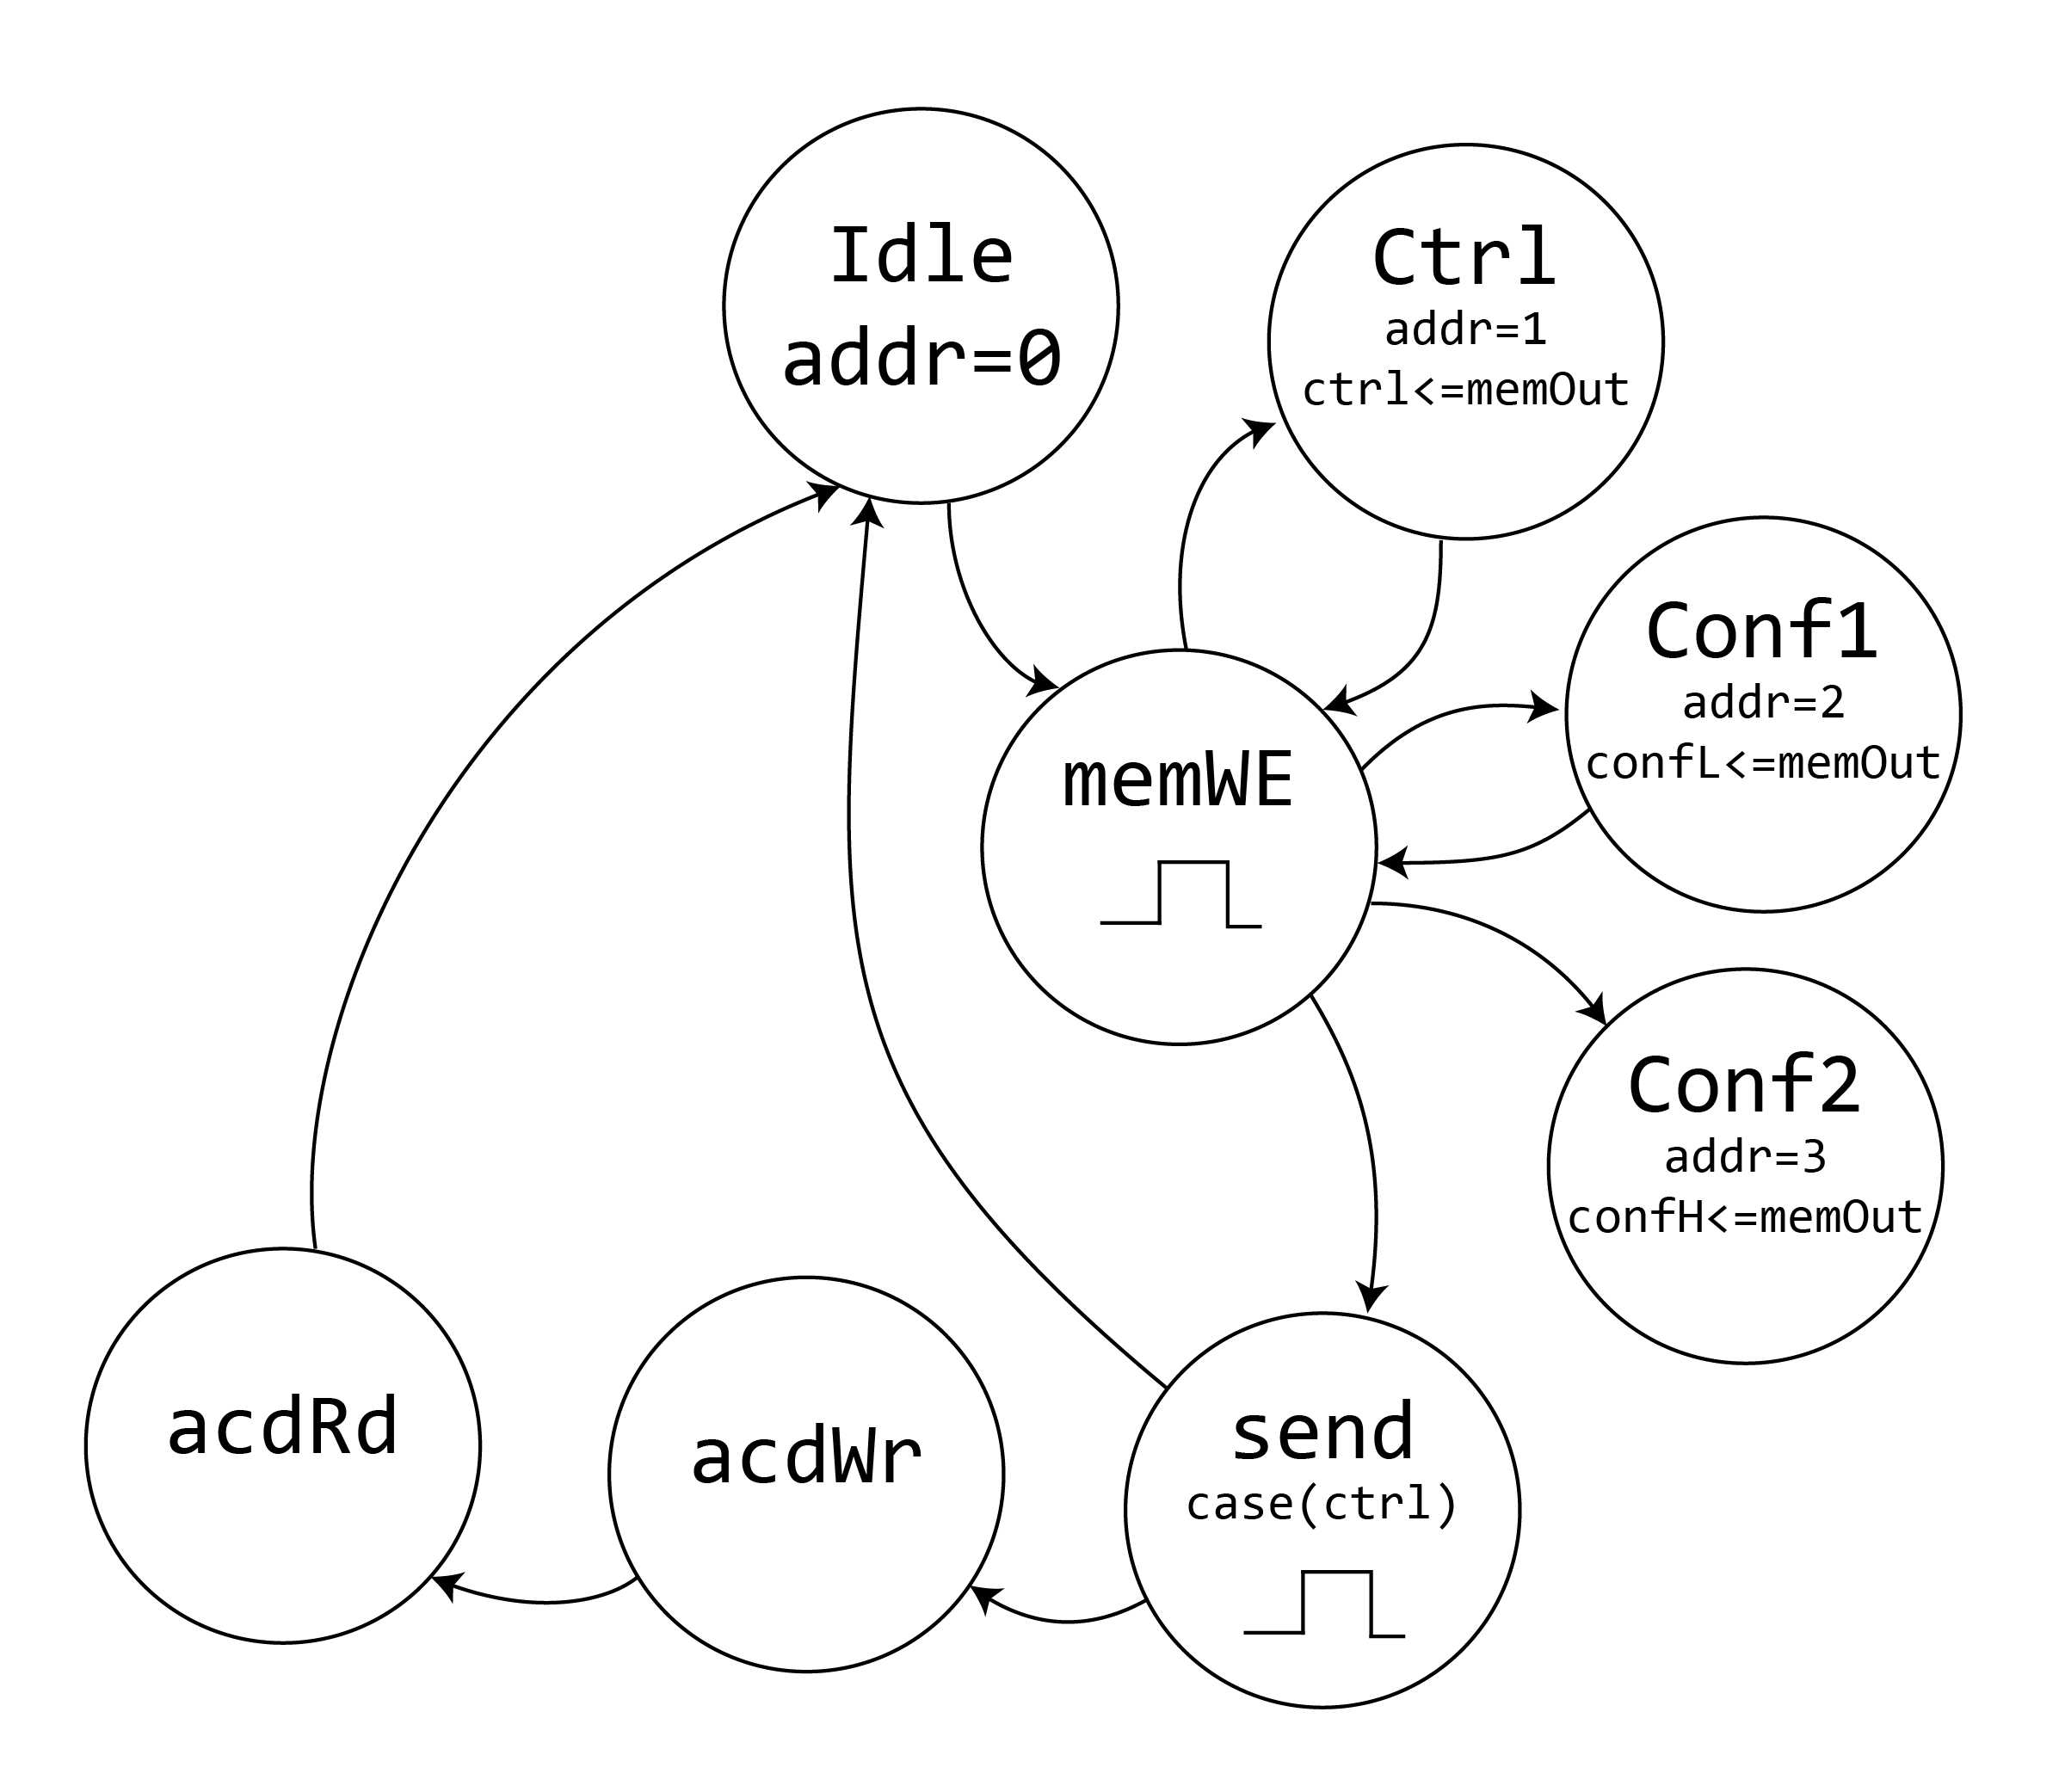 Idle
addr=0
Ctrl
addr=1
ctrl<=memOut
Conf1
addr=2
confL<=memOut
memWE
Conf2
addr=3
confH<=memOut
acdRd
acdWr
send
case(ctrl)